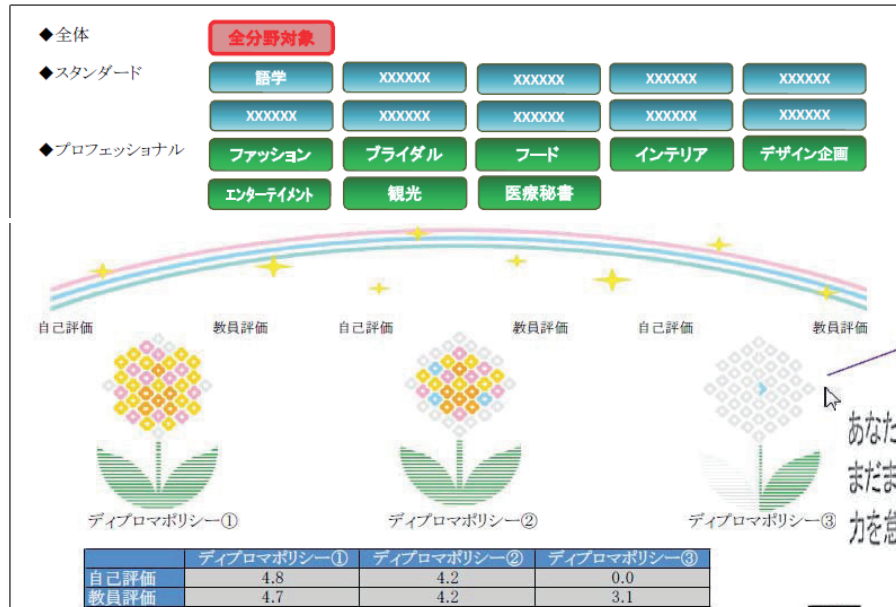 ◆全体 全分野対象
◆スタンダード 語学 XXXXXX XXXXXX XXXXXX XXXXXX
XXXXXX XXXXXX XXXXXX XXXXXX XXXXXX
◆プロフェッショナル ファッション ブライダル フード インテリア デザイン企画
エンターテイメント 観光 医療秘書
自己評価 教員評価 自己評価 教員評価 自己評価 教員評価
あなた
まだま
力を怠
ディプロマポリシー① ディプロマポリシー② ディプロマポリシー③
ディプロマポリシー① ディプロマポリシー② ディプロマポリシー③
自己評価 4.8 4.2 0.0
教員評価 4.7 4.2 3.1